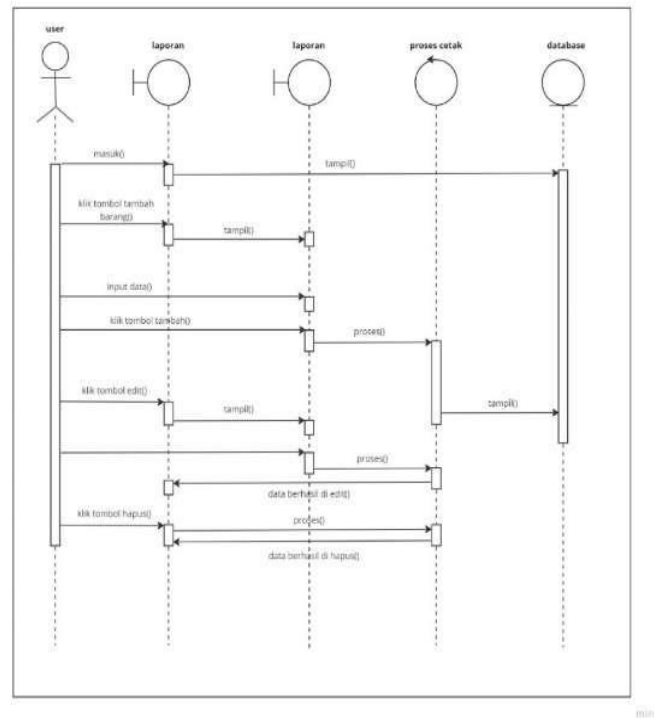 user
laporan
laporan
proses cetak
database
masuk()
tampil()
klik tombol tambah
barang()
tampil()
input data()
klik tombol tambah()
proses()
klik tombol edit()
tampil()
tampil()
proses()
data berhasil di edit()
klik tombol hapus()
proses()
data berhasil di hapus()